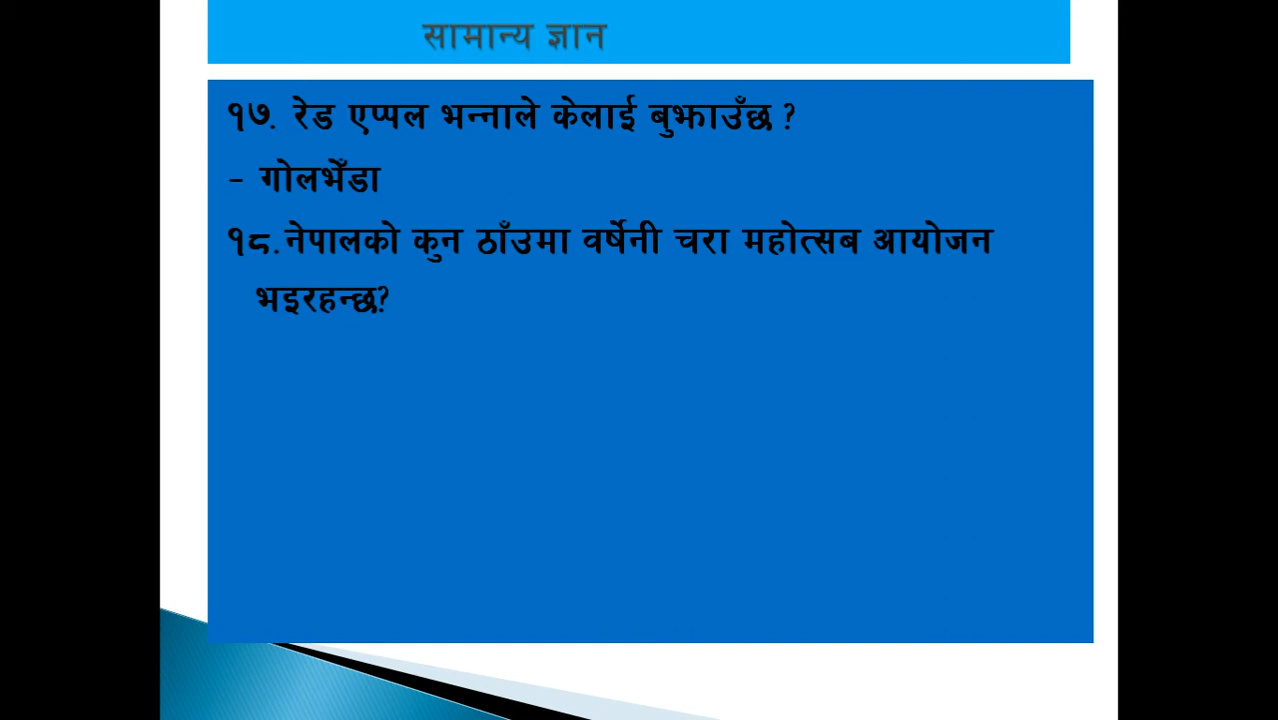 सामान्य ज्ञान
१७. रेड एप्पल भन्नाले केलाई बुझाउँछ ?
- गोलभेँडा
१८.नेपालको कुन ठाँउमा वर्षेनी चरा महोत्सब आयोजन
भइरहन्छ?